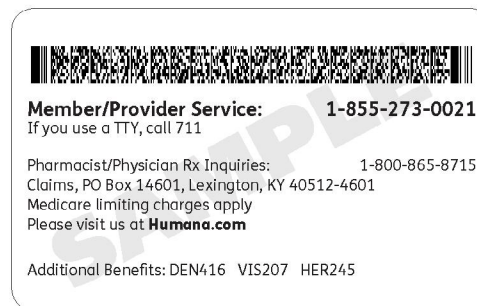 Member/Provider Service: 1-855-273-0021
If you use a TTY, call 711
Pharmacist/Physician Rx Inquiries: 1-800-865-8715
Claims, PO Box 14601, Lexington, KY 40512-4601
Medicare limiting charges apply
Please visit us at Humana.com
Additional Benefits: DEN416 VIS207 HER245
SAMPLE